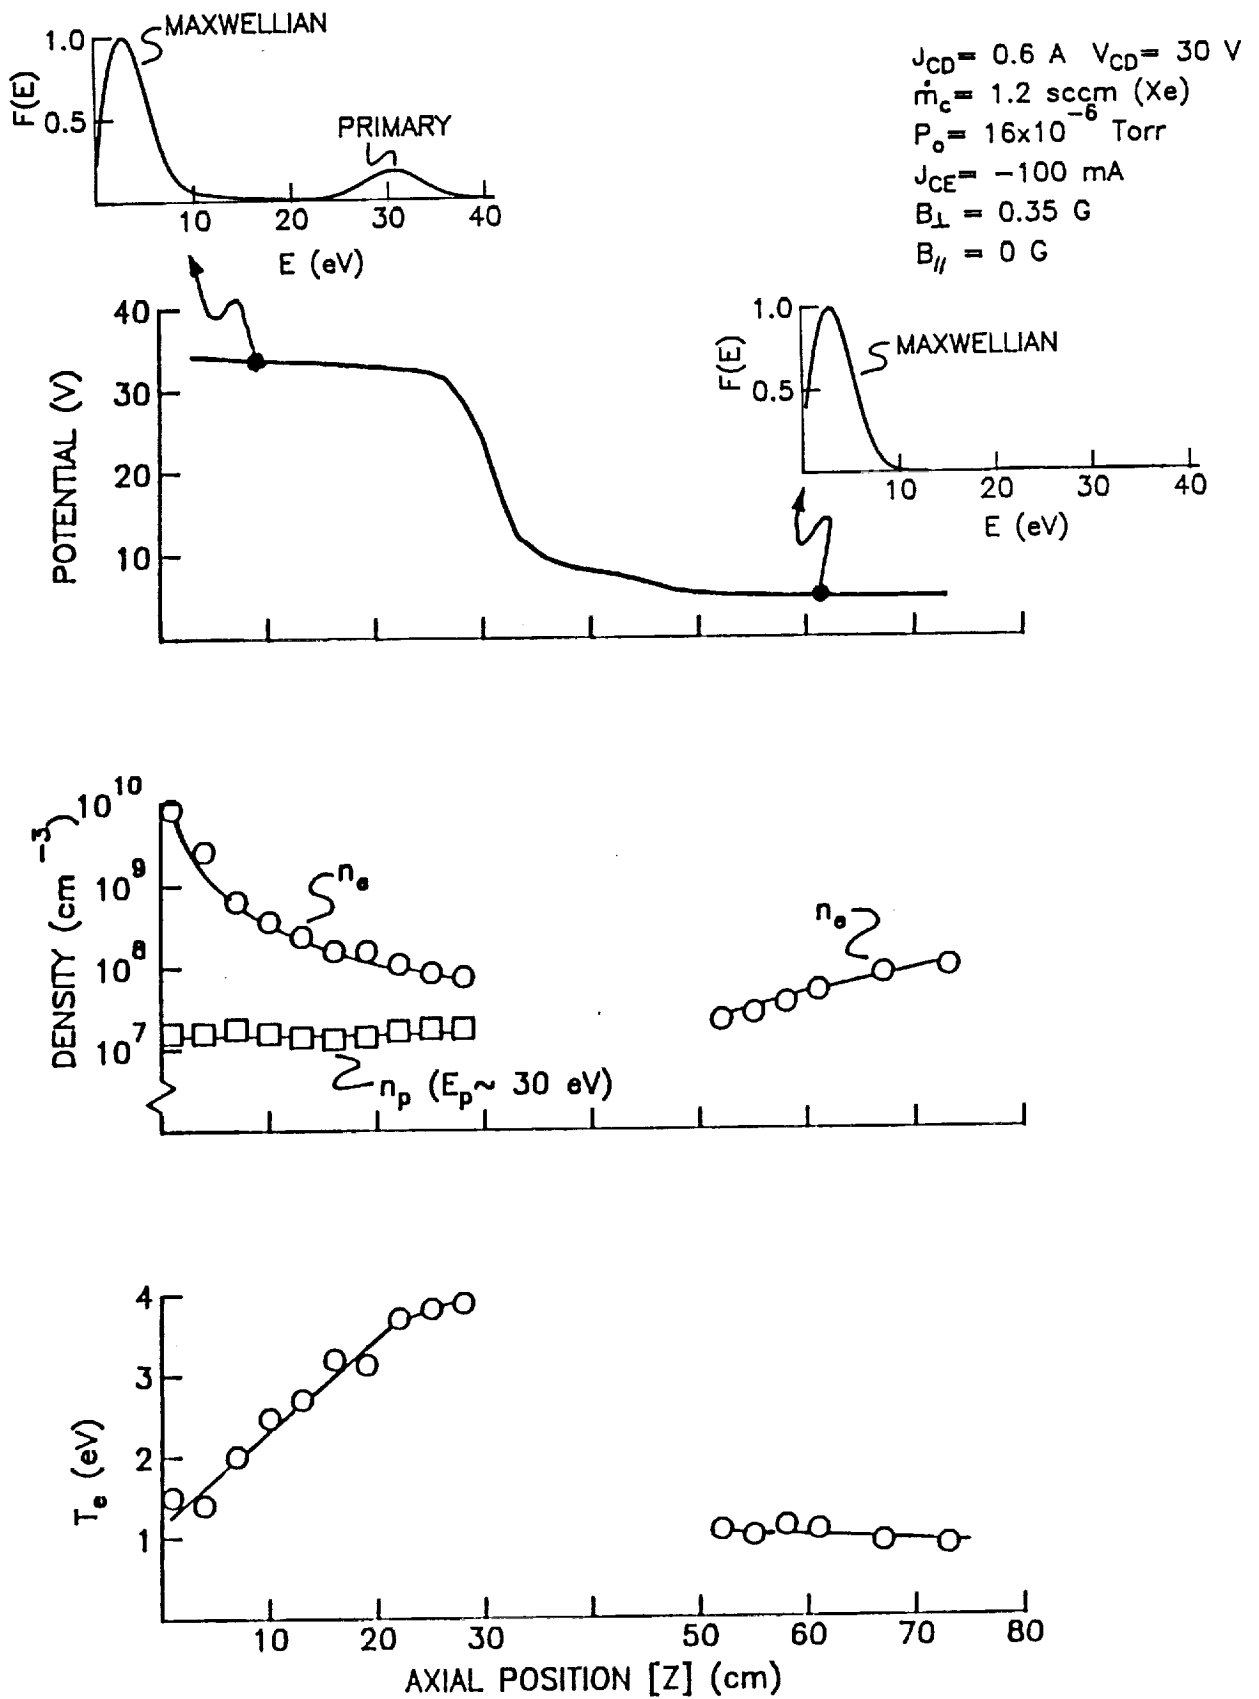 MAXWELLIAN
1.0
0.5
F(E)
PRIMARY
10 20 30 40
E (eV)
J_CD= 0.6 A V_CD= 30 V
ṁ_c= 1.2 sccm (Xe)
P_o= 16x10^-6 Torr
J_CE= -100 mA
B_⊥ = 0.35 G
B_// = 0 G
1.0
0.5
F(E)
MAXWELLIAN
10 20 30 40
E (eV)
40
30
20
10
POTENTIAL (V)
10^10
10^9
10^8
10^7
DENSITY (cm^-3)
n_e
n_e
n_p (E_p~ 30 eV)
4
3
2
1
T_e (eV)
10 20 30 50 60 70 80
AXIAL POSITION [Z] (cm)